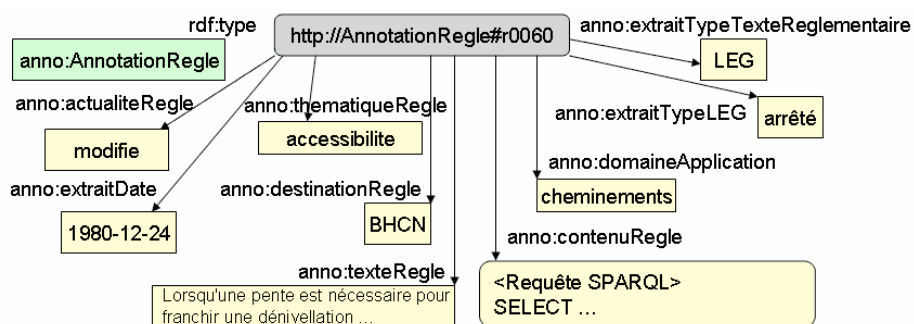 rdf:type
http://AnnotationRegle#r0060
anno:extraitTypeTexteReglementaire
anno:AnnotationRegle
LEG
anno:actualiteRegle
anno:thematiqueRegle
anno:extraitTypeLEG
arrêté
modifie
accessibilite
anno:domaineApplication
anno:extraitDate
anno:destinationRegle
cheminements
1980-12-24
BHCN
anno:contenuRegle
anno:texteRegle
Lorsqu'une pente est nécessaire pour
franchir une dénivellation ...
<Requête SPARQL>
SELECT ...